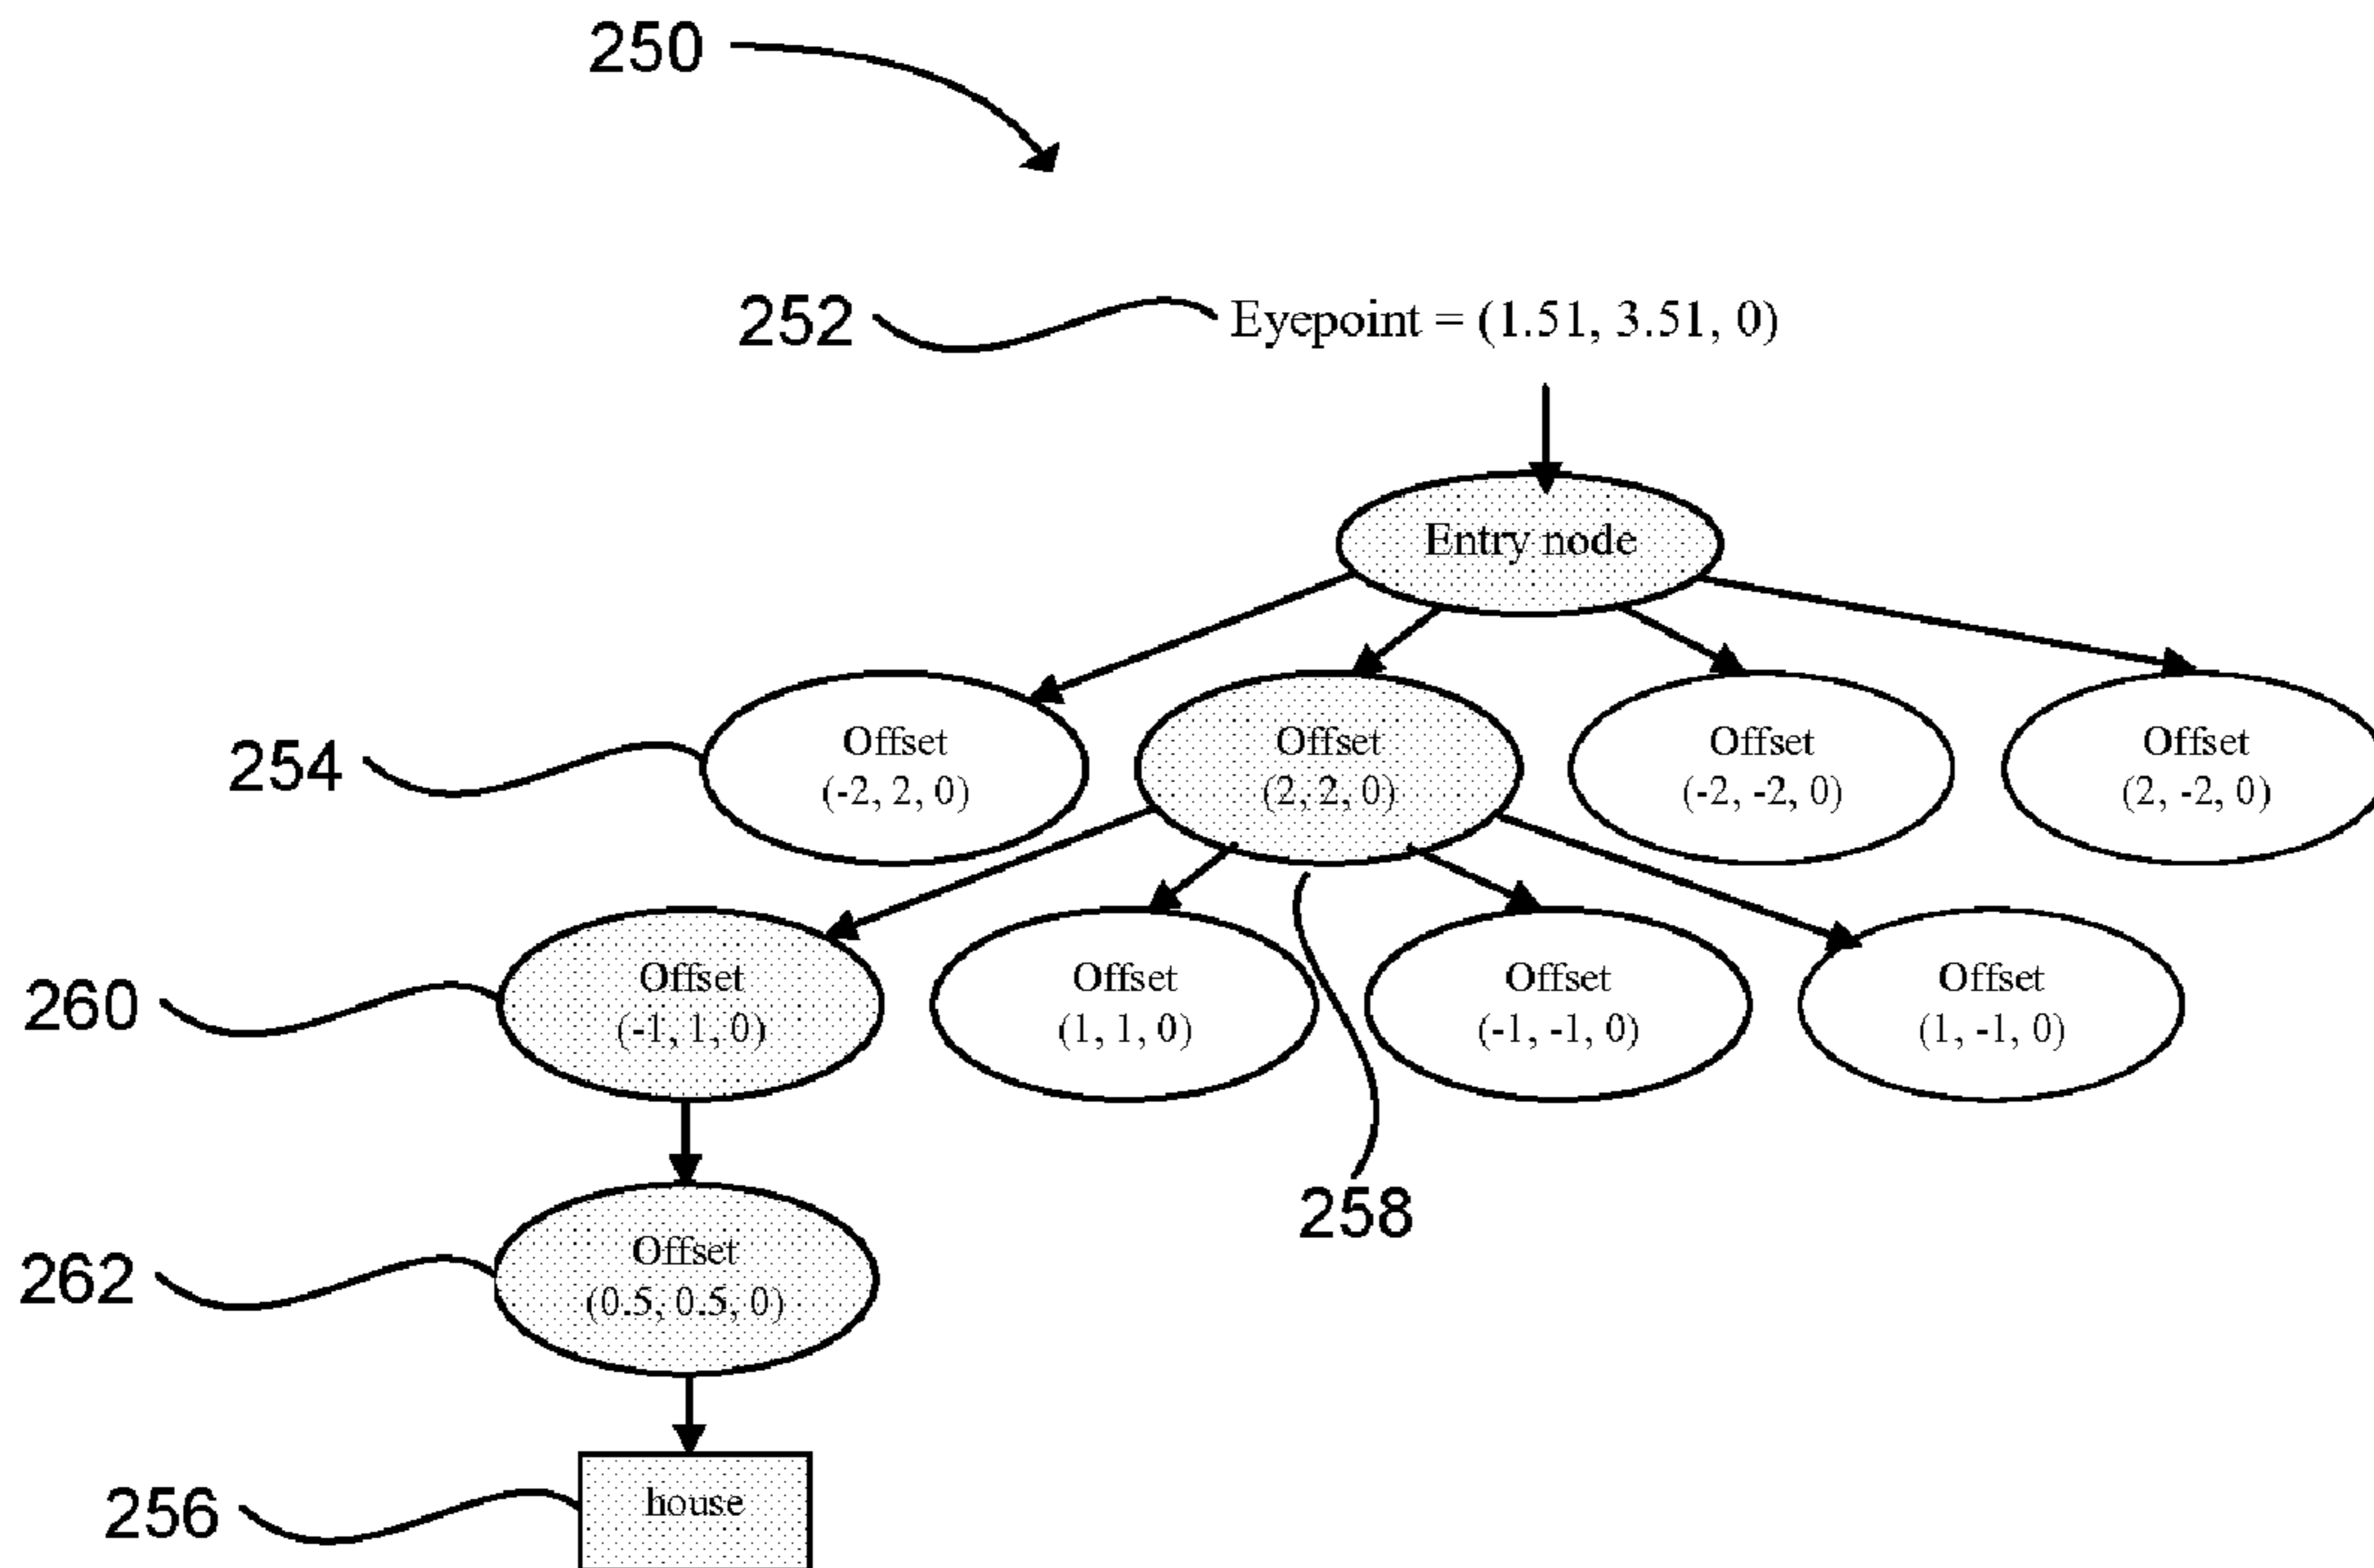 250
252
Eyepoint = (1.51, 3.51, 0)
Entry node
254
Offset
(-2, 2, 0)
Offset
(2, 2, 0)
Offset
(-2, -2, 0)
Offset
(2, -2, 0)
260
Offset
(-1, 1, 0)
Offset
(1, 1, 0)
Offset
(-1, -1, 0)
Offset
(1, -1, 0)
258
262
Offset
(0.5, 0.5, 0)
256
house